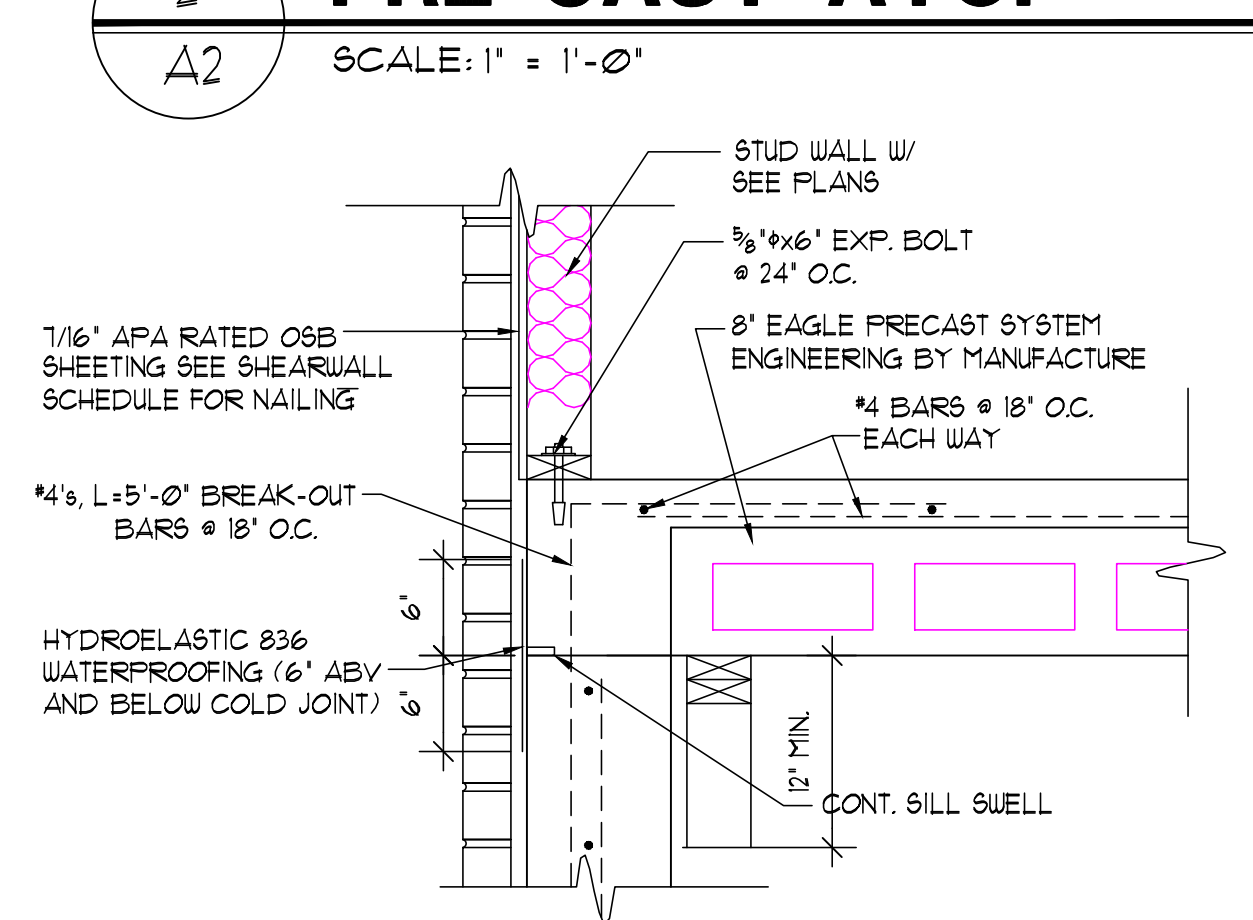 A2
SCALE: 1" = 1'-0"
STUD WALL W/
SEE PLANS
5/8"ϕx6" EXP. BOLT
@ 24" O.C.
8" EAGLE PRECAST SYSTEM
ENGINEERING BY MANUFACTURE
#4 BARS @ 18" O.C.
EACH WAY
7/16" APA RATED OSB
SHEETING SEE SHEARWALL
SCHEDULE FOR NAILING
#4's, L=5'-0" BREAK-OUT
BARS @ 18" O.C.
6"
HYDROELASTIC 836
WATERPROOFING (6" ABV
AND BELOW COLD JOINT)
6"
12" MIN.
CONT. SILL SWELL